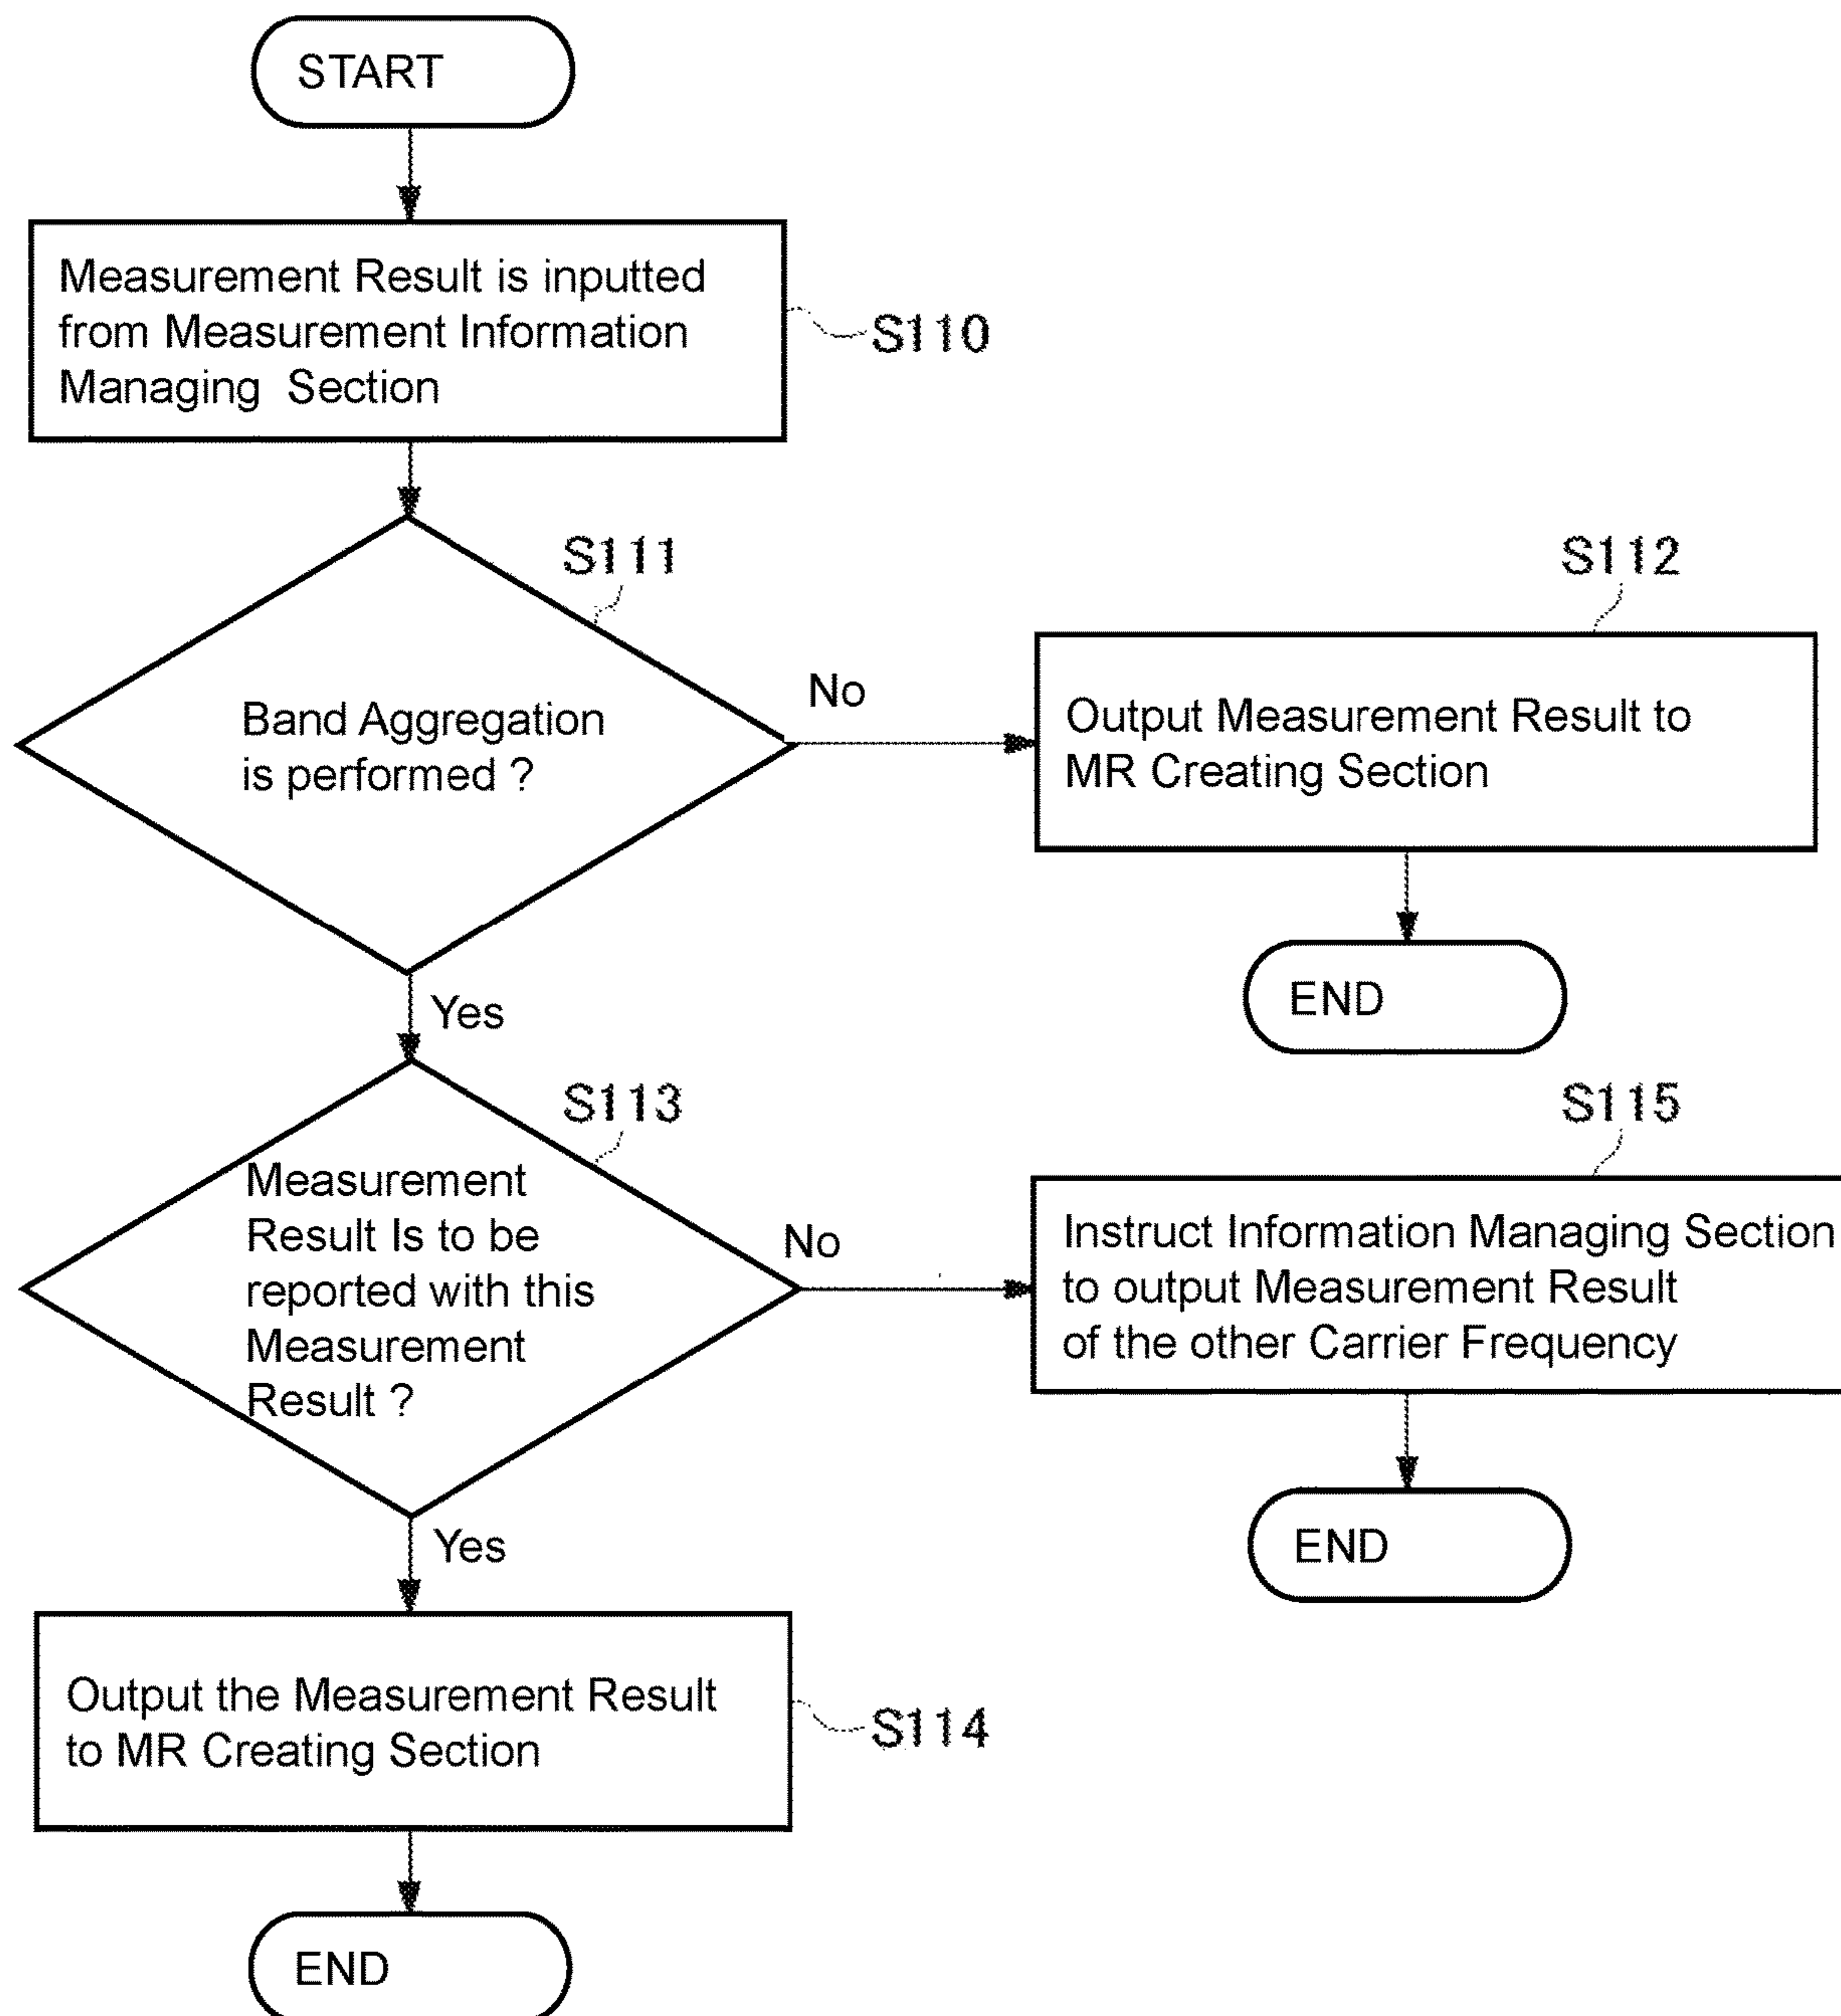 START
Measurement Result is inputted
from Measurement Information
Managing Section
S110
S111
Band Aggregation
is performed ?
No
S112
Output Measurement Result to
MR Creating Section
END
Yes
S113
Measurement
Result Is to be
reported with this
Measurement
Result ?
No
S115
Instruct Information Managing Section
to output Measurement Result
of the other Carrier Frequency
END
Yes
Output the Measurement Result
to MR Creating Section
S114
END